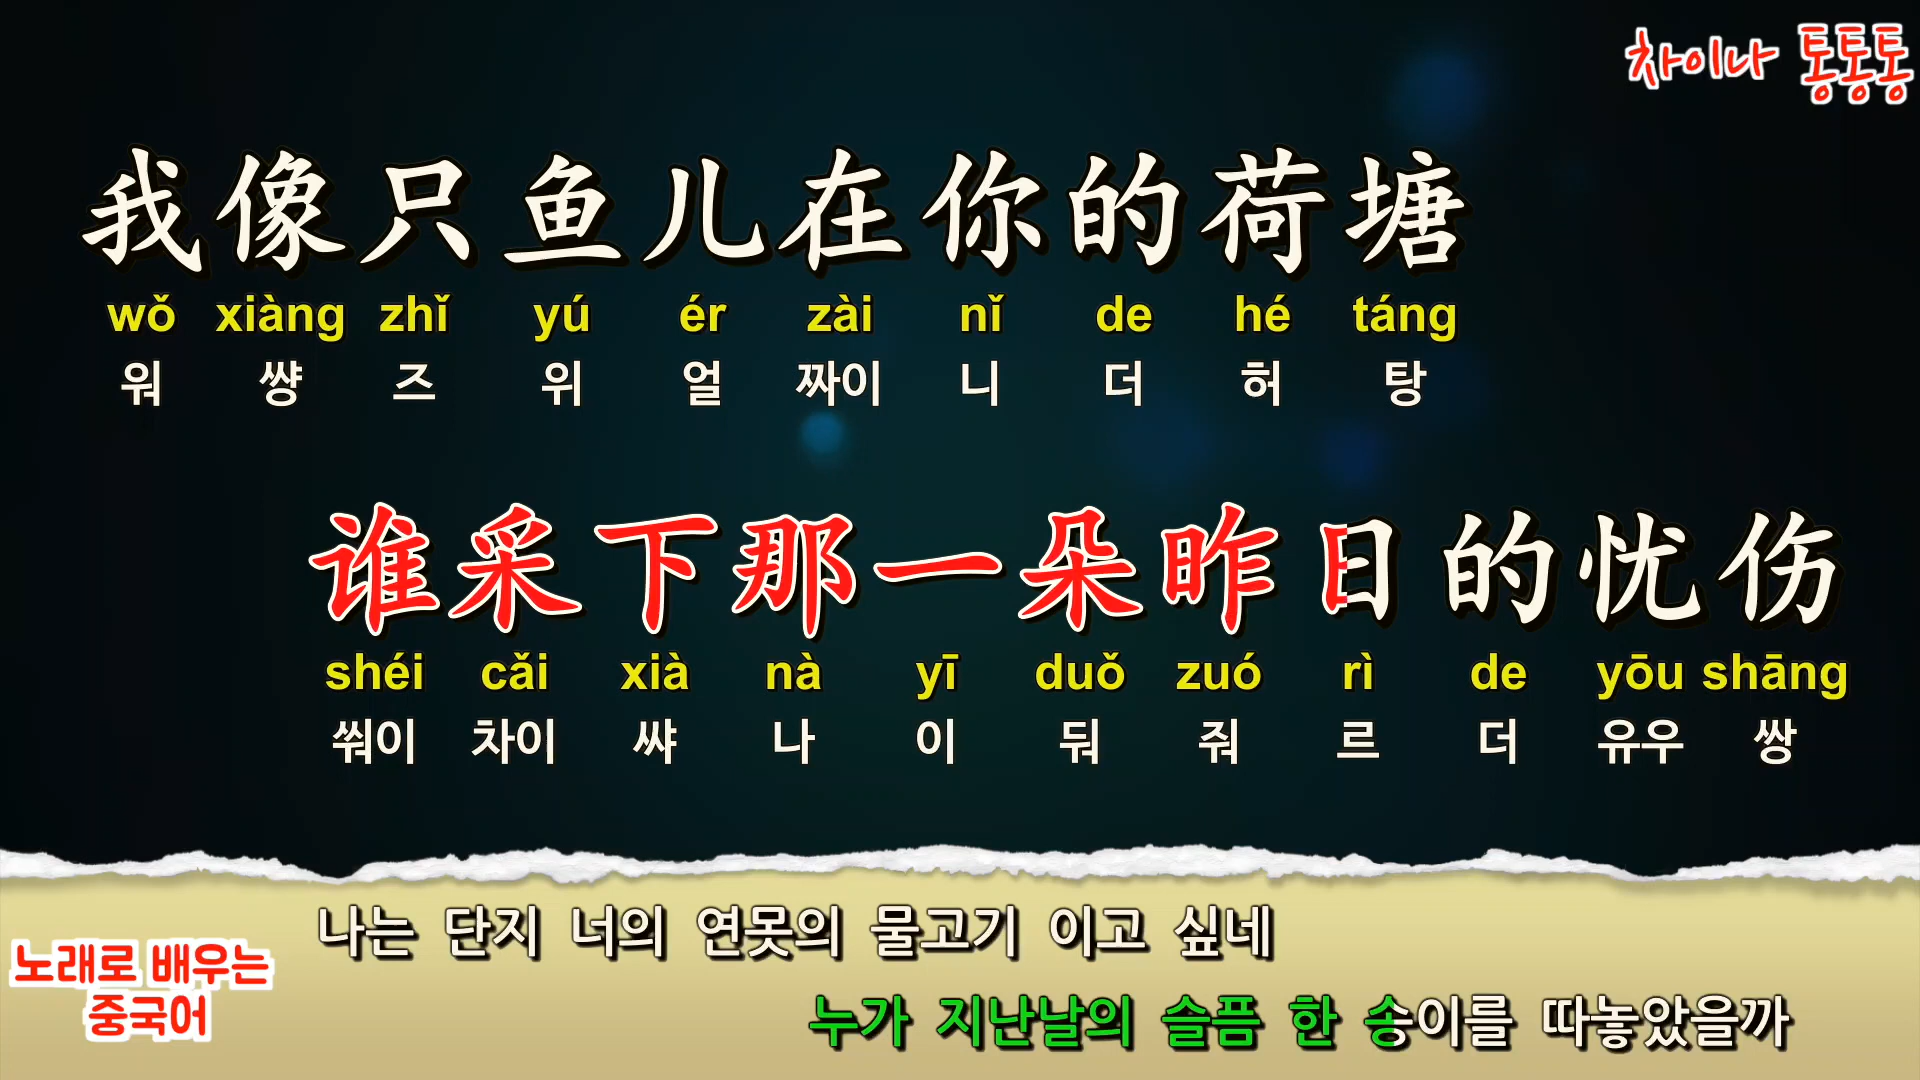 차이나 통통통
我像只鱼儿在你的荷塘
wǒ xiàng zhǐ yú ér zài nǐ de hé táng
워 썅 즈 위 얼 짜이 니 더 허 탕
谁采下那一朵昨日的忧伤
shéi cǎi xià nà yī duǒ zuó rì de yōu shāng
쒀이 차이 쌰 나 이 둬 줘 르 더 유우 쌍
나는 단지 너의 연못의 물고기 이고 싶네
누가 지난날의 슬픔 한 송이를 따놓았을까
노래로 배우는
중국어